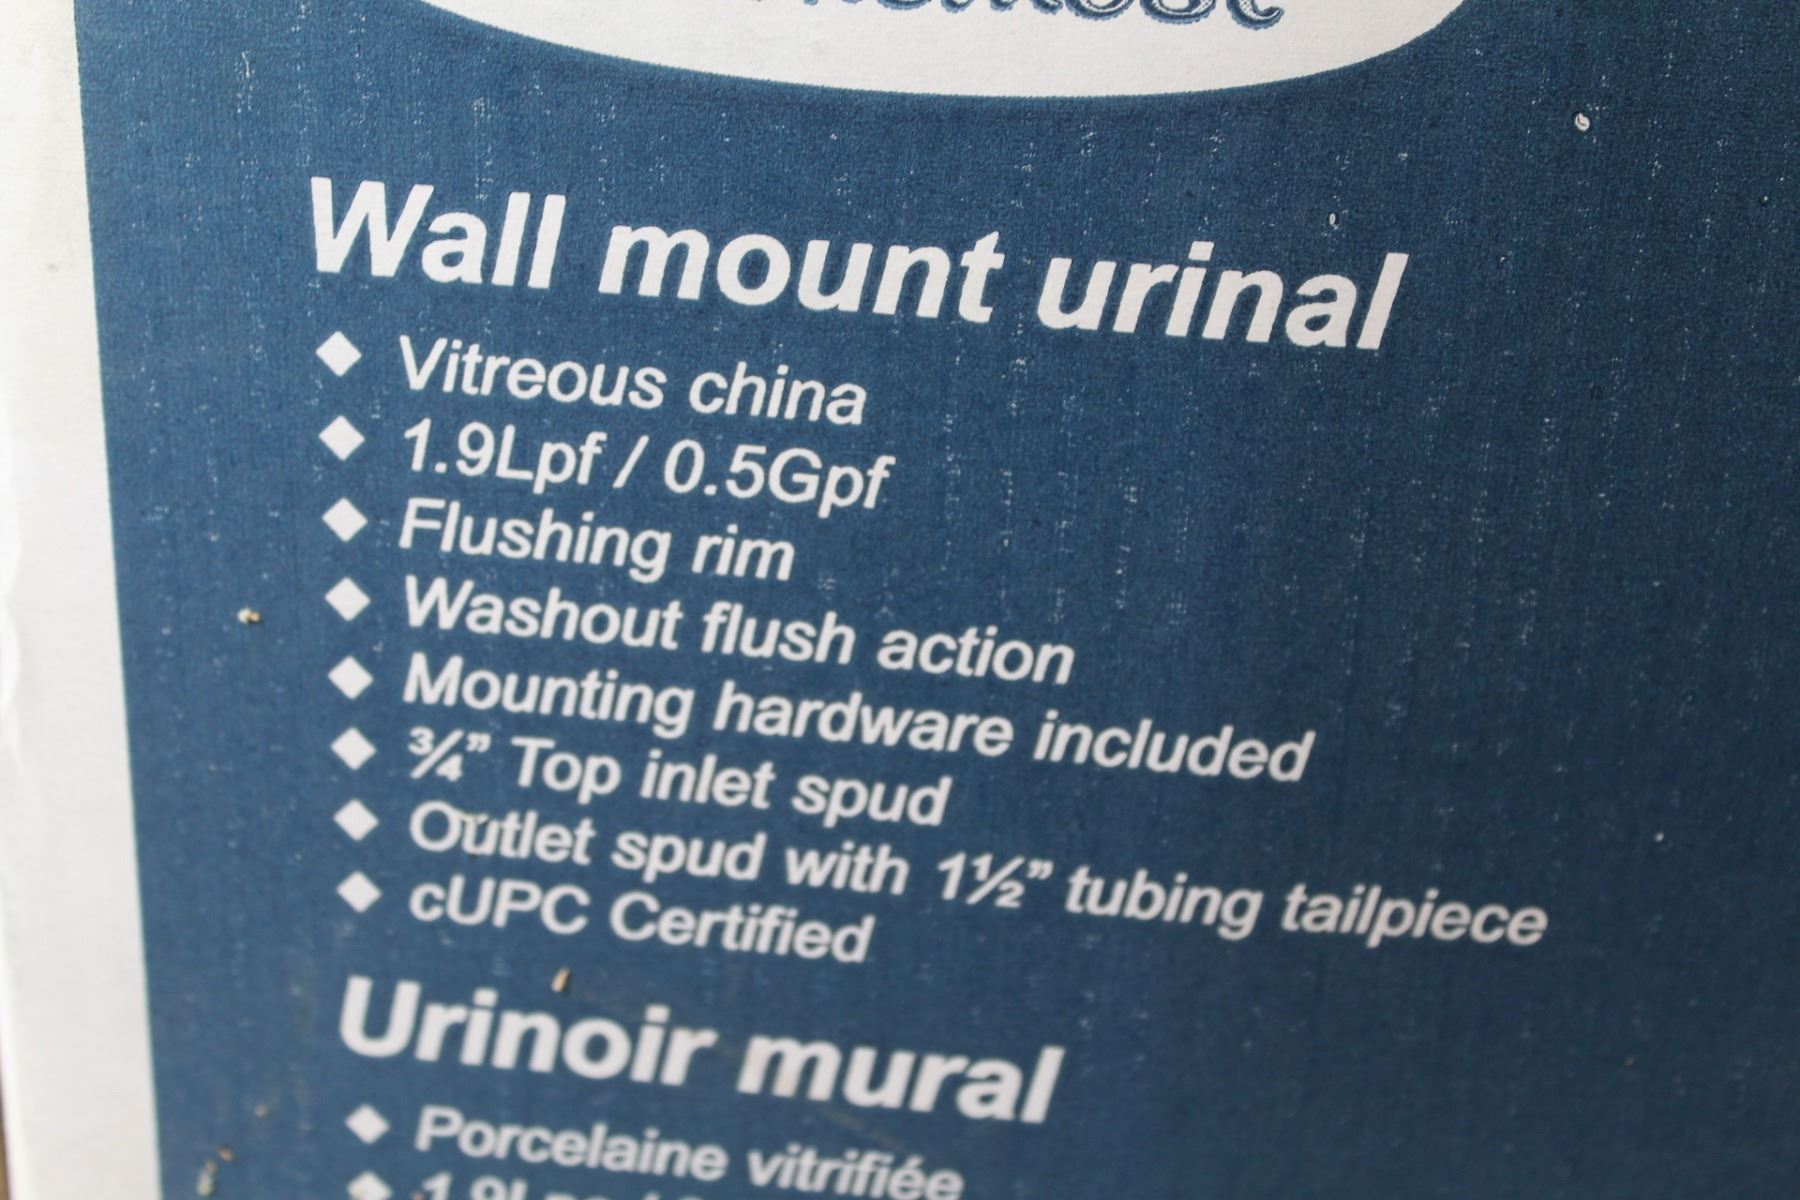 Wall mount urinal
◆ Vitreous china
◆ 1.9Lpf / 0.5Gpf
◆ Flushing rim
◆ Washout flush action
◆ Mounting hardware included
◆ ¾” Top inlet spud
◆ Outlet spud with 1½” tubing tailpiece
◆ cUPC Certified
Urinoir mural
◆ Porcelaine vitrifiée